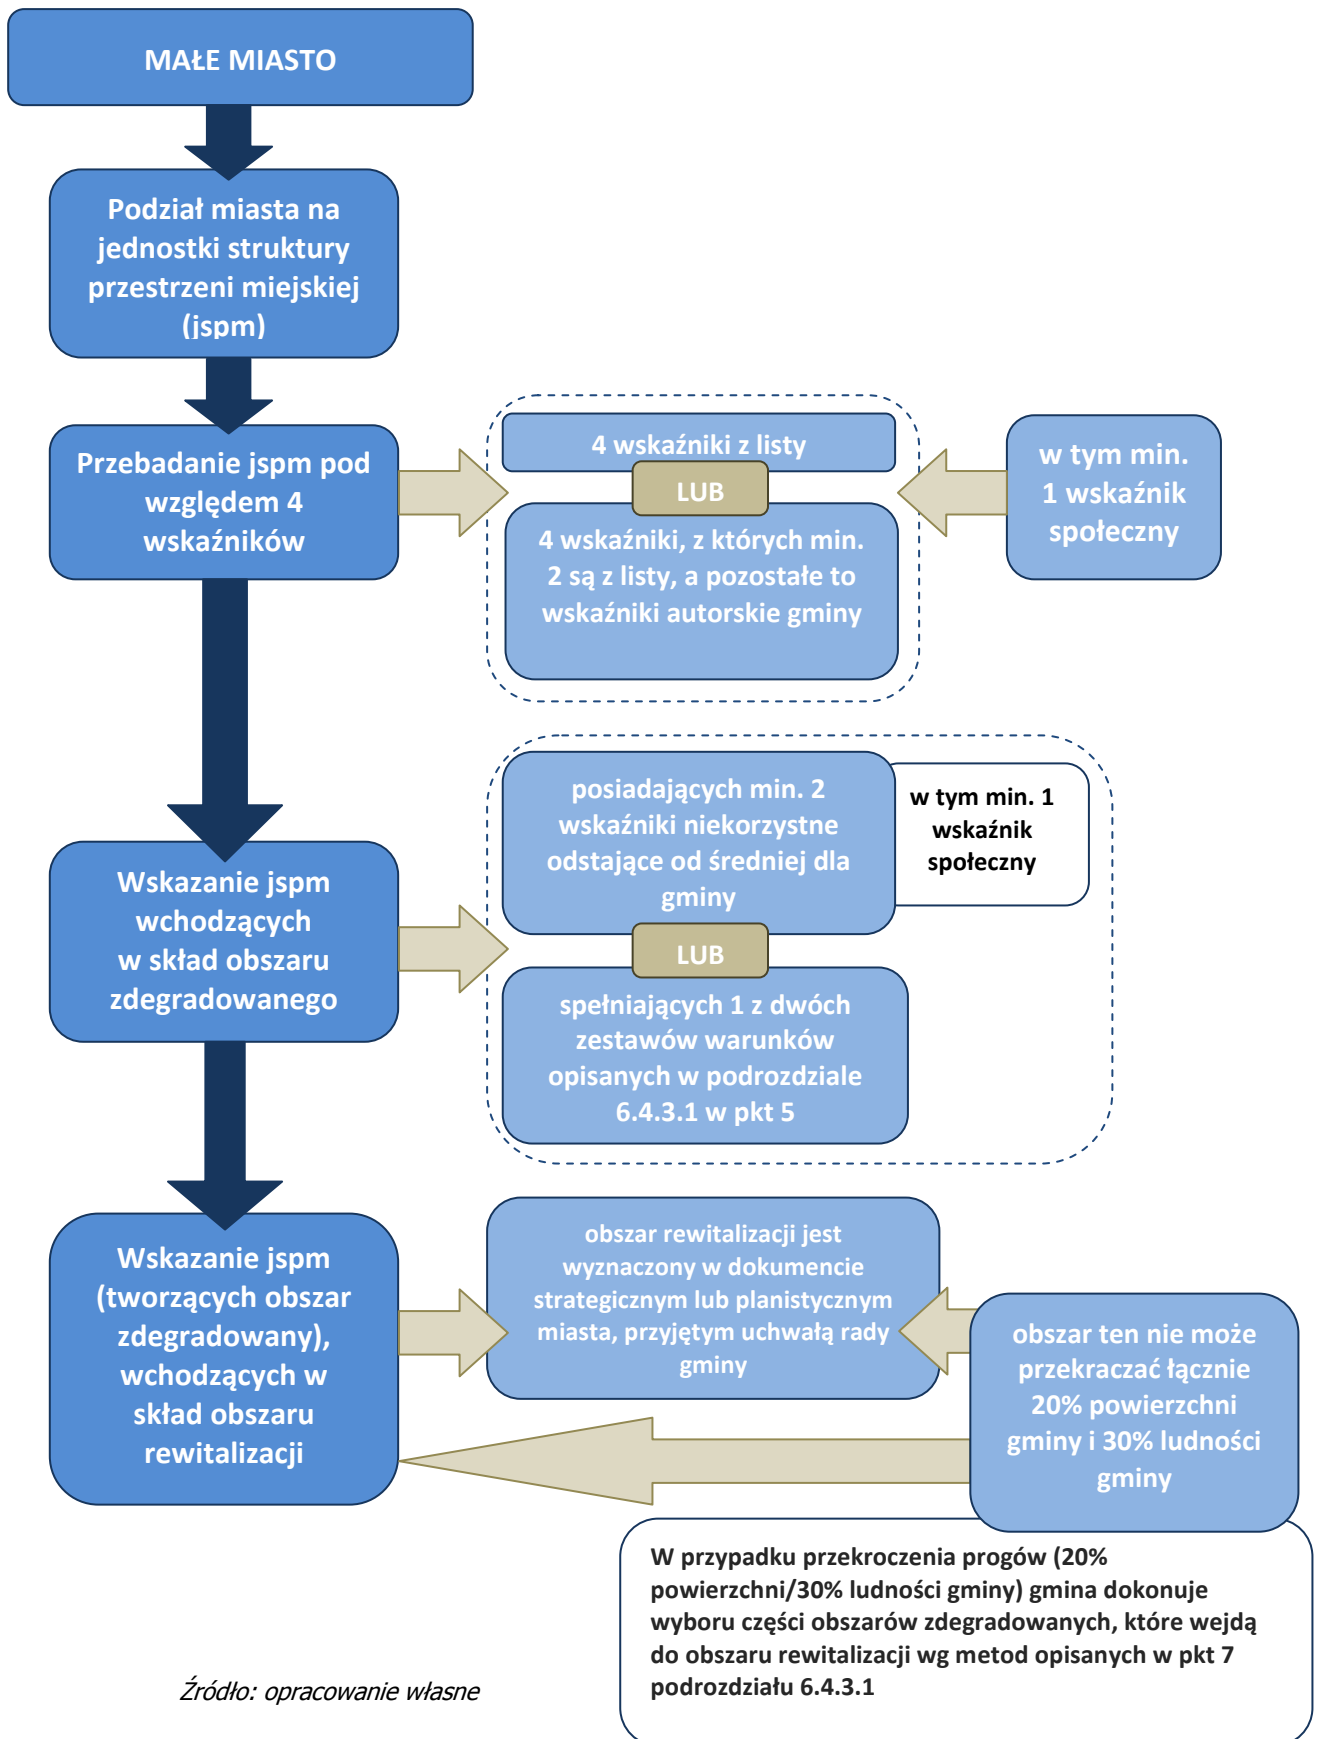 MAŁE MIASTO
Podział miasta na
jednostki struktury
przestrzeni miejskiej
(jspm)
Przebadanie jspm pod
względem 4
wskaźników
4 wskaźniki z listy
LUB
4 wskaźniki, z których min.
2 są z listy, a pozostałe to
wskaźniki autorskie gminy
w tym min.
1 wskaźnik
społeczny
Wskazanie jspm
wchodzących
w skład obszaru
zdegradowanego
posiadających min. 2
wskaźniki niekorzystne
odstające od średniej dla
gminy
w tym min. 1
wskaźnik
społeczny
LUB
spełniających 1 z dwóch
zestawów warunków
opisanych w podrozdziale
6.4.3.1 w pkt 5
Wskazanie jspm
(tworzących obszar
zdegradowany),
wchodzących w
skład obszaru
rewitalizacji
obszar rewitalizacji jest
wyznaczony w dokumencie
strategicznym lub planistycznym
miasta, przyjętym uchwałą rady
gminy
obszar ten nie może
przekraczać łącznie
20% powierzchni
gminy i 30% ludności
gminy
W przypadku przekroczenia progów (20%
powierzchni/30% ludności gminy) gmina dokonuje
wyboru części obszarów zdegradowanych, które wejdą
do obszaru rewitalizacji wg metod opisanych w pkt 7
podrozdziału 6.4.3.1
Źródło: opracowanie własne